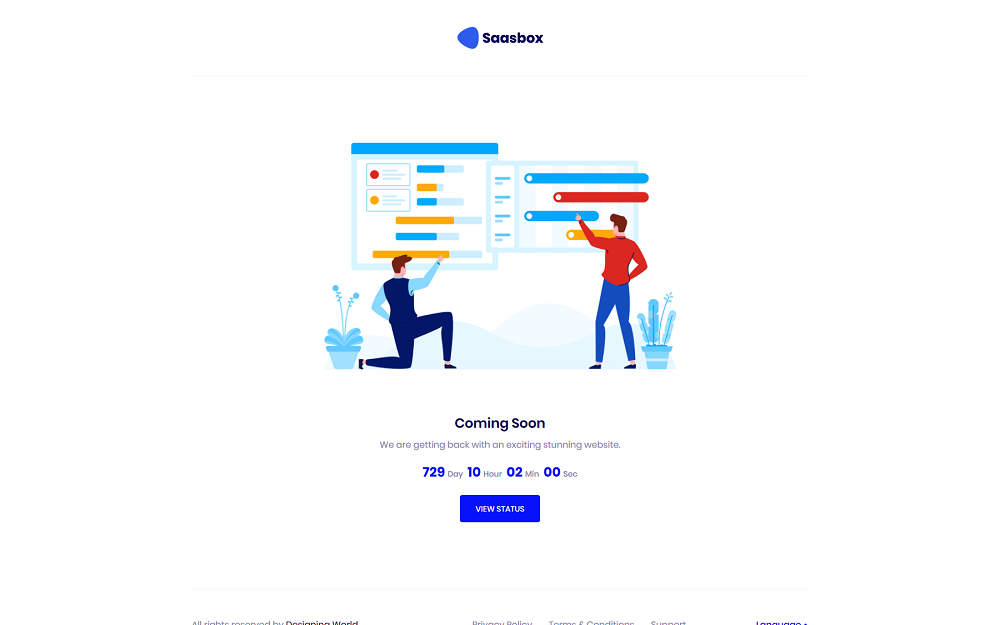 Saasbox
Coming Soon
We are getting back with an exciting stunning website.
729 Day 10 Hour 02 Min 00 Sec
VIEW STATUS
All rights reserved by Designing World Privacy Policy Terms & Conditions Support Language